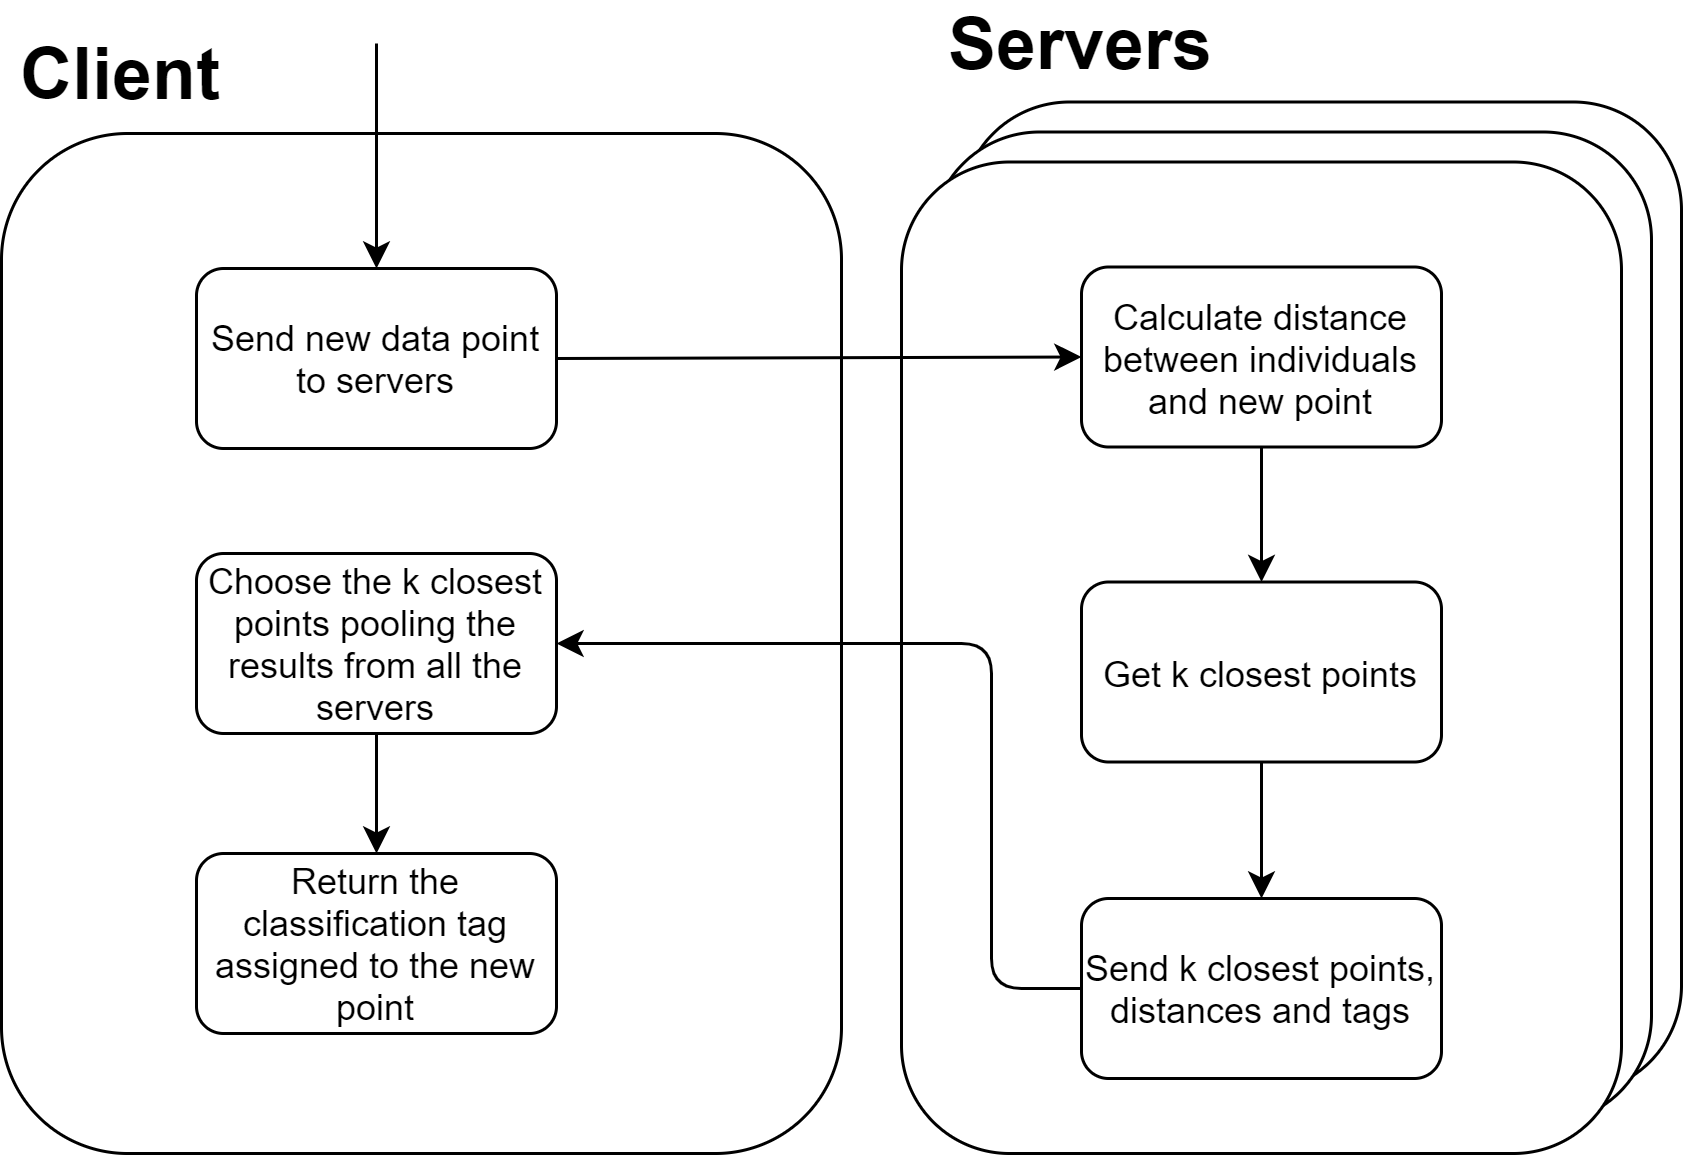 Client
Servers
Send new data point
to servers
Calculate distance
between individuals
and new point
Choose the k closest
points pooling the
results from all the
servers
Get k closest points
Return the
classification tag
assigned to the new
point
Send k closest points,
distances and tags